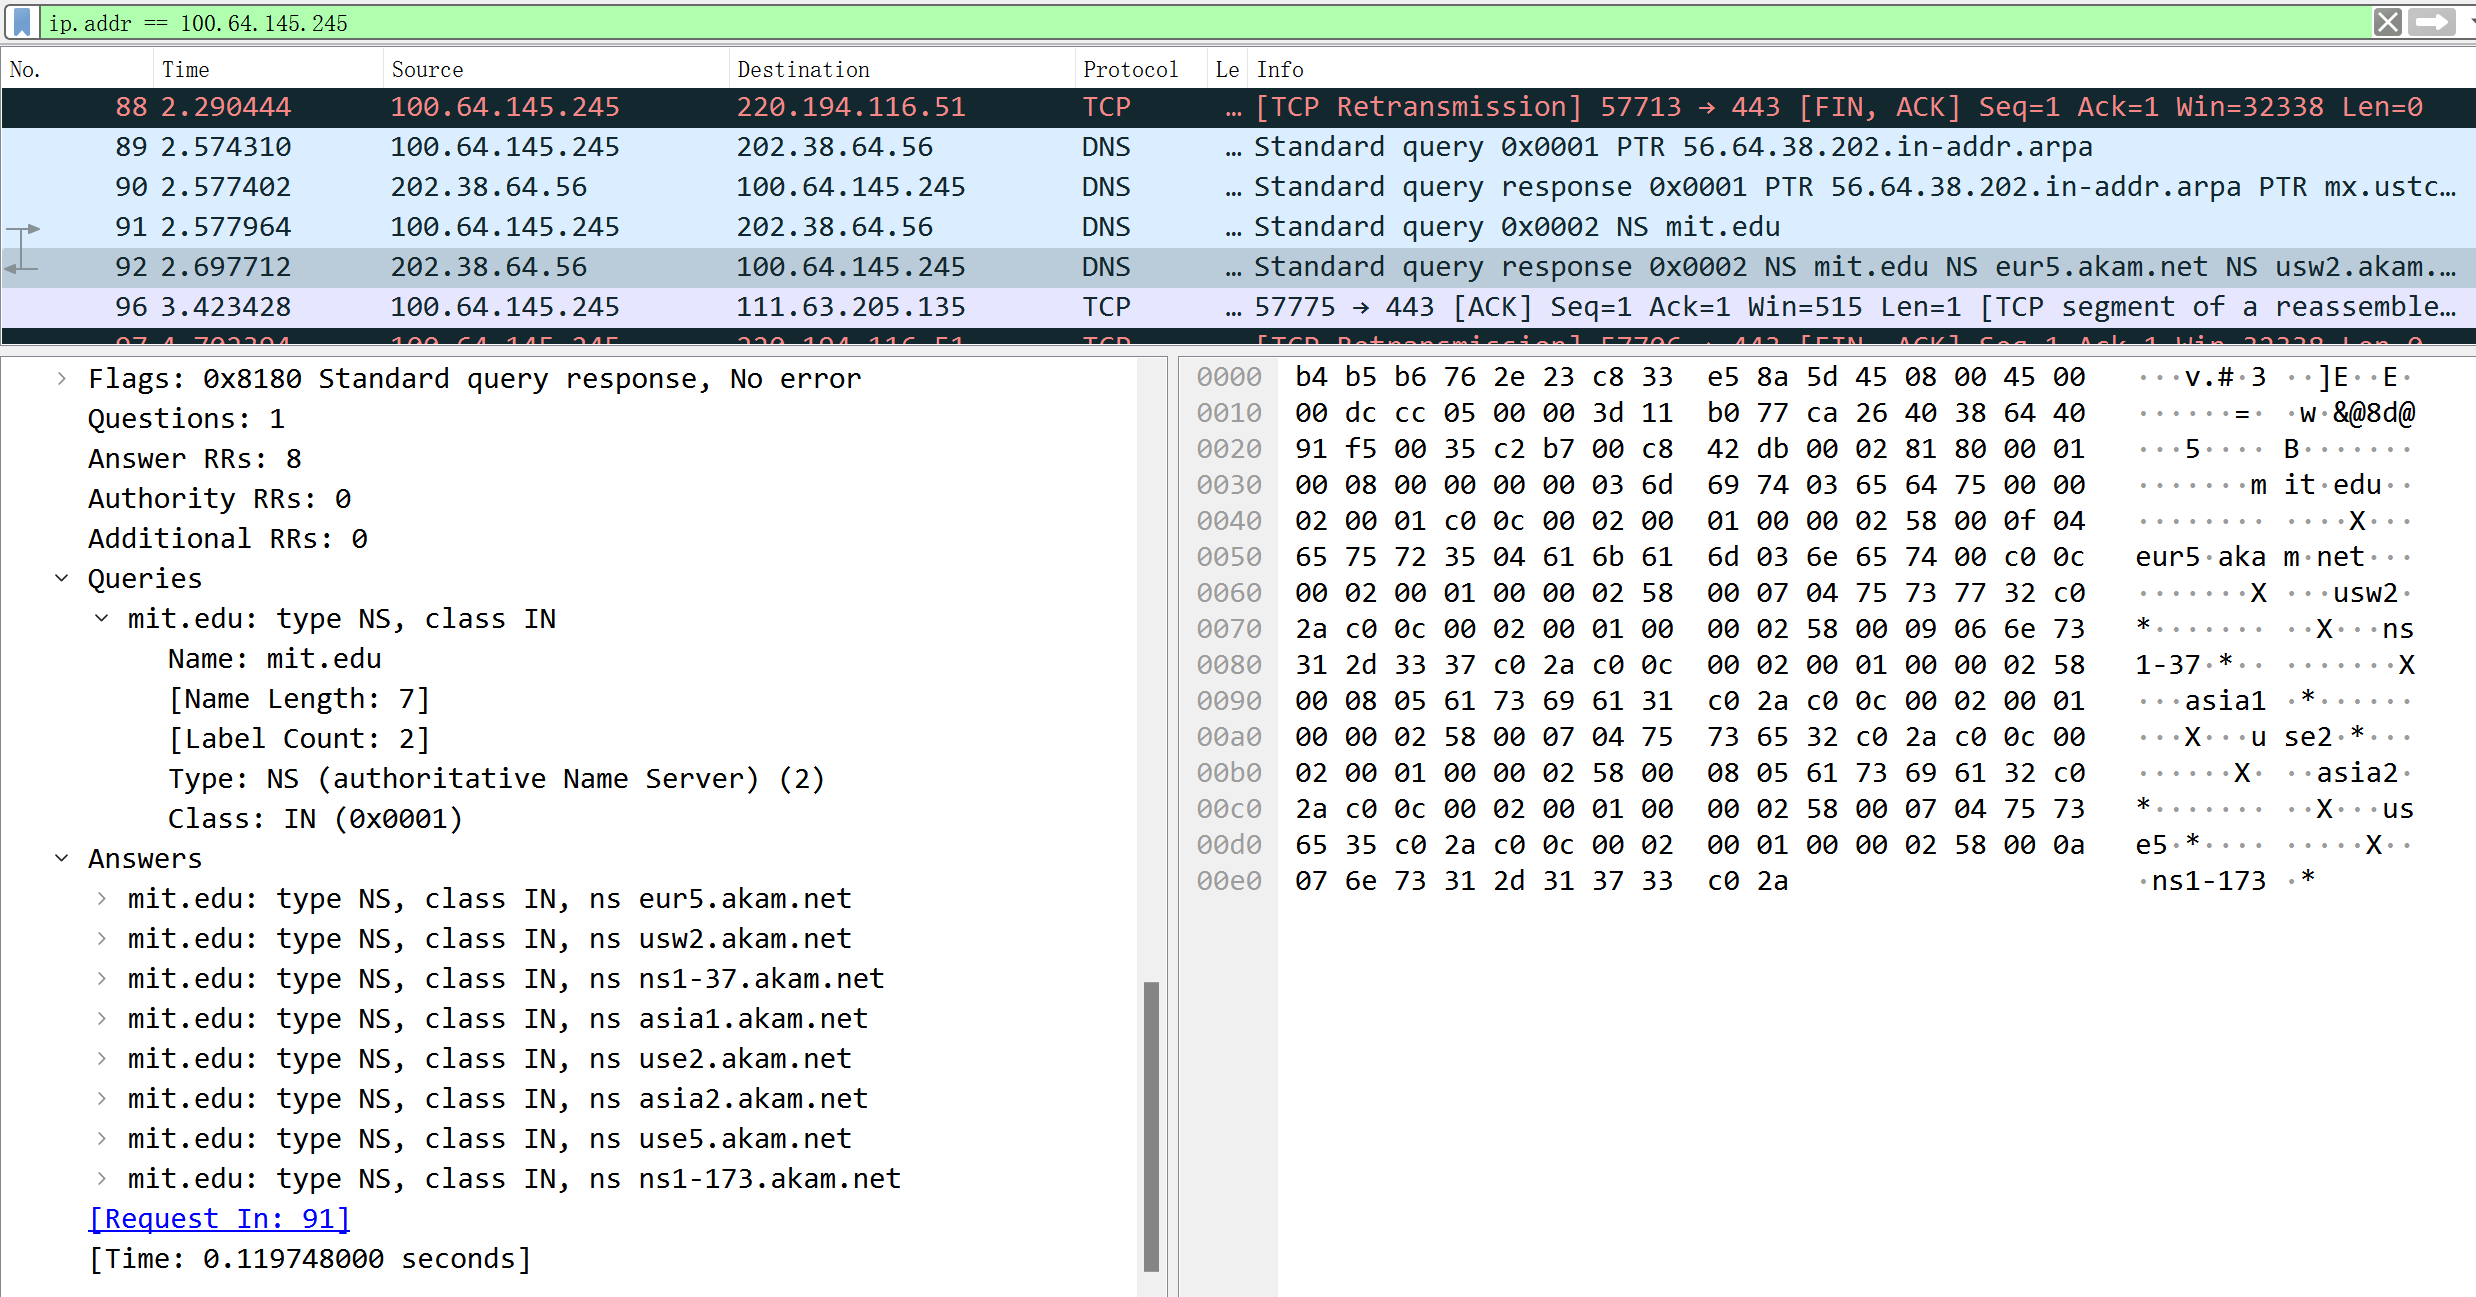 ip.addr == 100.64.145.245
No. Time Source Destination Protocol Le Info
88 2.290444 100.64.145.245 220.194.116.51 TCP … [TCP Retransmission] 57713 → 443 [FIN, ACK] Seq=1 Ack=1 Win=32338 Len=0
89 2.574310 100.64.145.245 202.38.64.56 DNS … Standard query 0x0001 PTR 56.64.38.202.in-addr.arpa
90 2.577402 202.38.64.56 100.64.145.245 DNS … Standard query response 0x0001 PTR 56.64.38.202.in-addr.arpa PTR mx.ustc…
91 2.577964 100.64.145.245 202.38.64.56 DNS … Standard query 0x0002 NS mit.edu
92 2.697712 202.38.64.56 100.64.145.245 DNS … Standard query response 0x0002 NS mit.edu NS eur5.akam.net NS usw2.akam.…
96 3.423428 100.64.145.245 111.63.205.135 TCP … 57775 → 443 [ACK] Seq=1 Ack=1 Win=515 Len=1 [TCP segment of a reassemble…
Flags: 0x8180 Standard query response, No error
Questions: 1
Answer RRs: 8
Authority RRs: 0
Additional RRs: 0
Queries
mit.edu: type NS, class IN
Name: mit.edu
[Name Length: 7]
[Label Count: 2]
Type: NS (authoritative Name Server) (2)
Class: IN (0x0001)
Answers
mit.edu: type NS, class IN, ns eur5.akam.net
mit.edu: type NS, class IN, ns usw2.akam.net
mit.edu: type NS, class IN, ns ns1-37.akam.net
mit.edu: type NS, class IN, ns asia1.akam.net
mit.edu: type NS, class IN, ns use2.akam.net
mit.edu: type NS, class IN, ns asia2.akam.net
mit.edu: type NS, class IN, ns use5.akam.net
mit.edu: type NS, class IN, ns ns1-173.akam.net
[Request In: 91]
[Time: 0.119748000 seconds]
0000 b4 b5 b6 76 2e 23 c8 33 e5 8a 5d 45 08 00 45 00 ···v.#·3 ··]E··E·
0010 00 dc cc 05 00 00 3d 11 b0 77 ca 26 40 38 64 40 ······=· ·w·&@8d@
0020 91 f5 00 35 c2 b7 00 c8 42 db 00 02 81 80 00 01 ···5···· B·······
0030 00 08 00 00 00 00 03 6d 69 74 03 65 64 75 00 00 ·······m it·edu··
0040 02 00 01 c0 0c 00 02 00 01 00 00 02 58 00 0f 04 ········ ····X···
0050 65 75 72 35 04 61 6b 61 6d 03 6e 65 74 00 c0 0c eur5·aka m·net···
0060 00 02 00 01 00 00 02 58 00 07 04 75 73 77 32 c0 ·······X ···usw2·
0070 2a c0 0c 00 02 00 01 00 00 02 58 00 09 06 6e 73 *······· ··X···ns
0080 31 2d 33 37 c0 2a c0 0c 00 02 00 01 00 00 02 58 1-37·*·· ·······X
0090 00 08 05 61 73 69 61 31 c0 2a c0 0c 00 02 00 01 ···asia1 ·*······
00a0 00 00 02 58 00 07 04 75 73 65 32 c0 2a c0 0c 00 ···X···u se2·*···
00b0 02 00 01 00 00 02 58 00 08 05 61 73 69 61 32 c0 ······X· ··asia2·
00c0 2a c0 0c 00 02 00 01 00 00 02 58 00 07 04 75 73 *······· ··X···us
00d0 65 35 c0 2a c0 0c 00 02 00 01 00 00 02 58 00 0a e5·*···· ·····X··
00e0 07 6e 73 31 2d 31 37 33 c0 2a ·ns1-173 ·*